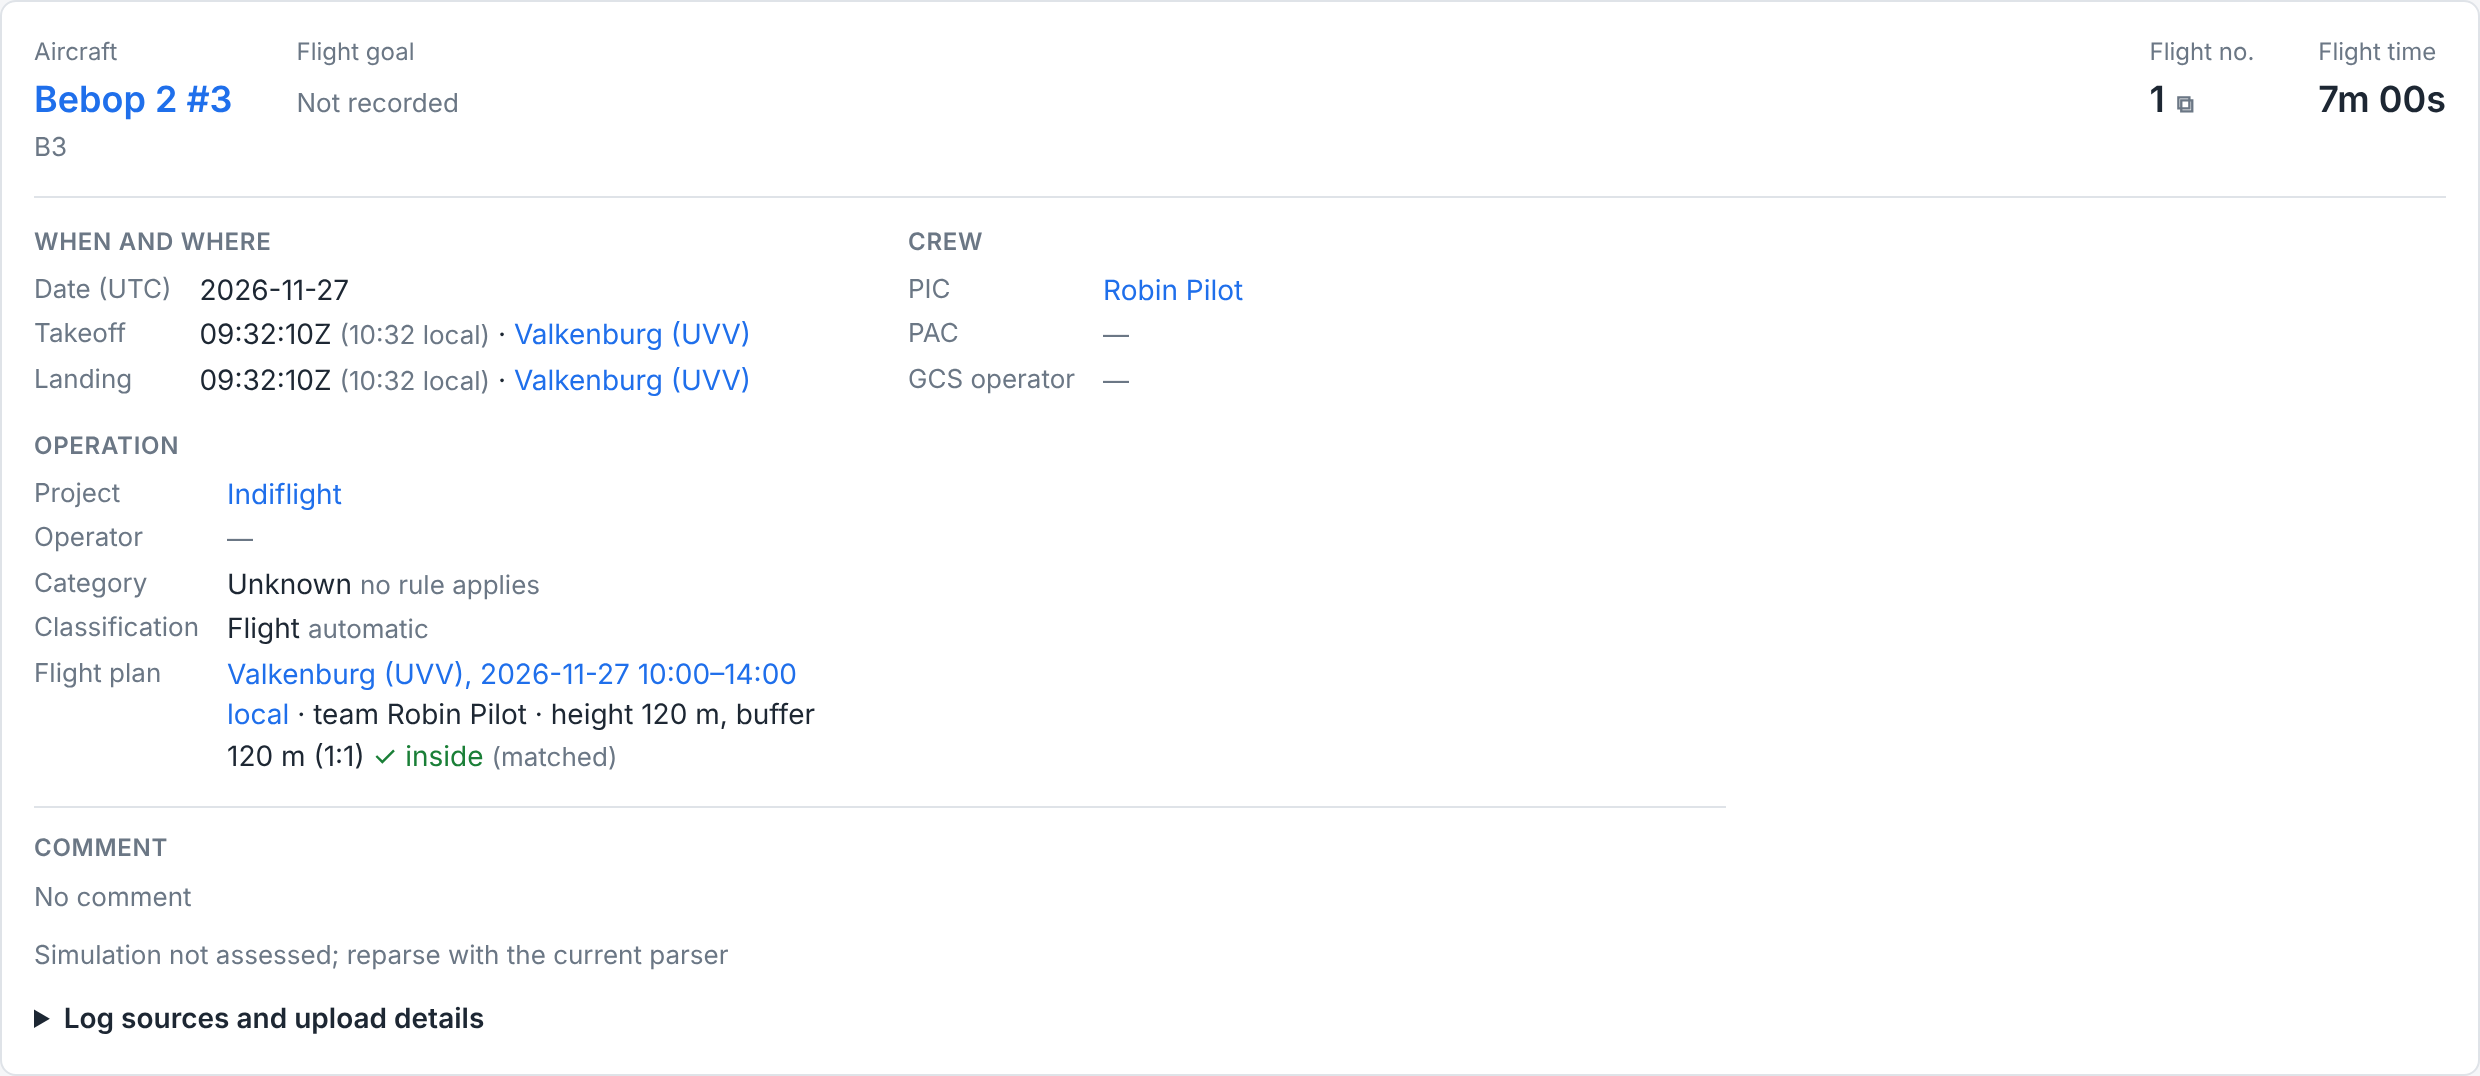 Aircraft
Bebop 2 #3
B3
Flight goal
Not recorded
Flight no.
1 ⧉
Flight time
7m 00s
WHEN AND WHERE
Date (UTC) 2026-11-27
Takeoff 09:32:10Z (10:32 local) · Valkenburg (UVV)
Landing 09:32:10Z (10:32 local) · Valkenburg (UVV)
CREW
PIC Robin Pilot
PAC —
GCS operator —
OPERATION
Project Indiflight
Operator —
Category Unknown no rule applies
Classification Flight automatic
Flight plan Valkenburg (UVV), 2026-11-27 10:00–14:00
local · team Robin Pilot · height 120 m, buffer
120 m (1:1) ✓ inside (matched)
COMMENT
No comment
Simulation not assessed; reparse with the current parser
▶ Log sources and upload details